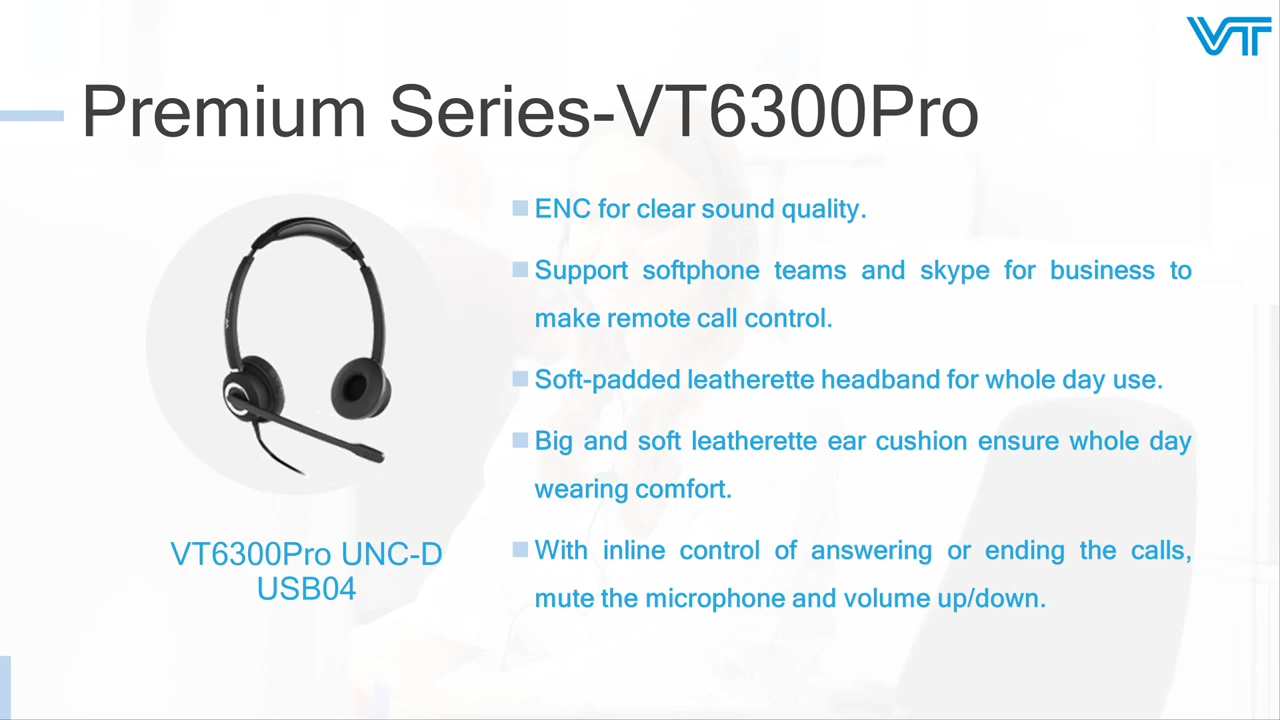 VT
Premium Series-VT6300Pro
ENC for clear sound quality.
Support softphone teams and skype for business to
make remote call control.
Soft-padded leatherette headband for whole day use.
Big and soft leatherette ear cushion ensure whole day
wearing comfort.
With inline control of answering or ending the calls,
mute the microphone and volume up/down.
VT6300Pro UNC-D
USB04